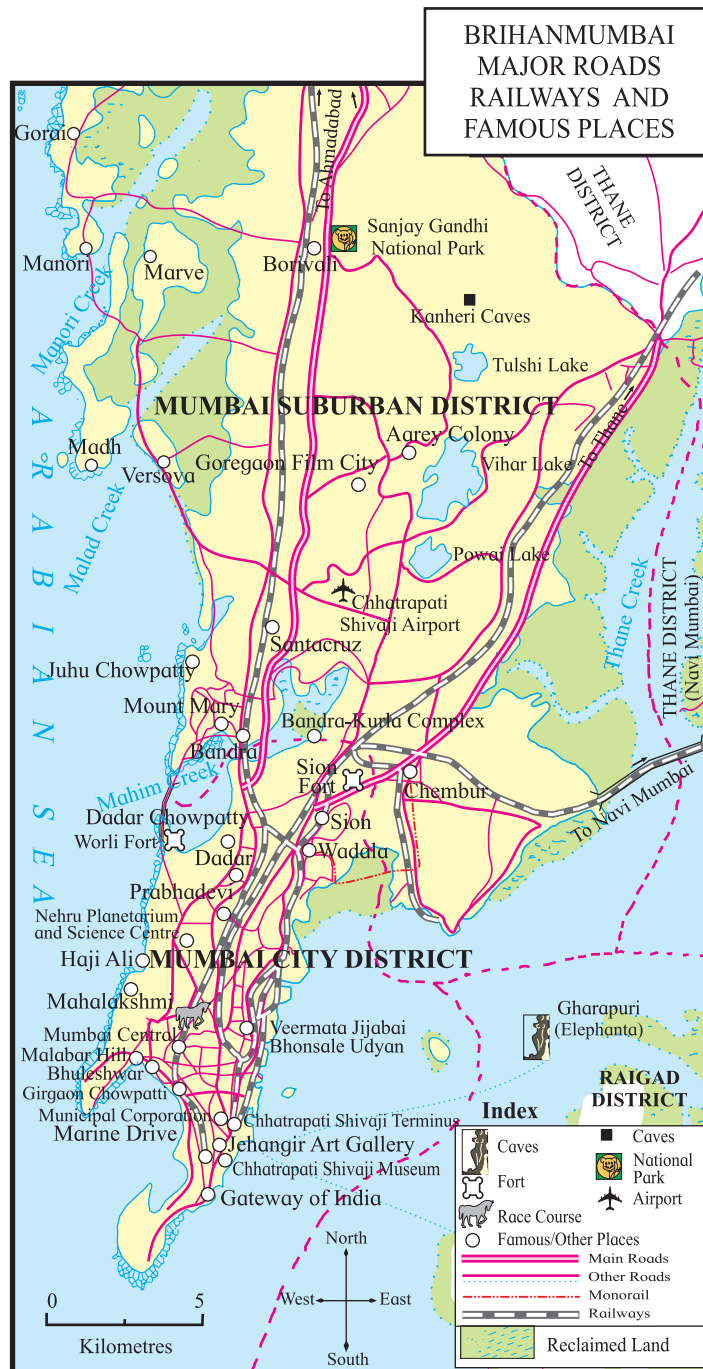 BRIHANMUMBAI
MAJOR ROADS
RAILWAYS AND
FAMOUS PLACES
To Ahmadabad
Gorai
THANE
DISTRICT
Sanjay Gandhi
National Park
Manori
Marve
Borivali
Manori Creek
Kanheri Caves
Tulshi Lake
MUMBAI SUBURBAN DISTRICT
To Thane
Madh
Versova
Aarey Colony
Goregaon Film City
Vihar Lake
Malad Creek
Powai Lake
ARABIAN SEA
Chhatrapati
Shivaji Airport
Thane Creek
THANE DISTRICT
(Navi Mumbai)
Santacruz
Juhu Chowpatty
Mount Mary
Bandra-Kurla Complex
Bandra
Mahim Creek
Sion
Fort
Chembur
To Navi Mumbai
Dadar Chowpatty
Worli Fort
Sion
Dadar
Wadala
Prabhadevi
Nehru Planetarium
and Science Centre
Haji Ali
MUMBAI CITY DISTRICT
Mahalakshmi
Gharapuri
(Elephanta)
Mumbai Central
Veermata Jijabai
Bhonsale Udyan
Malabar Hill
Bhuleshwar
Girgaon Chowpatti
RAIGAD
DISTRICT
Municipal Corporation
Chhatrapati Shivaji Terminus
Marine Drive
Jehangir Art Gallery
Chhatrapati Shivaji Museum
Gateway of India
Index
Caves
Caves
Fort
National
Park
Airport
Race Course
Famous/Other Places
Main Roads
Other Roads
Monorail
Railways
Reclaimed Land
North
West
East
South
0 5
Kilometres